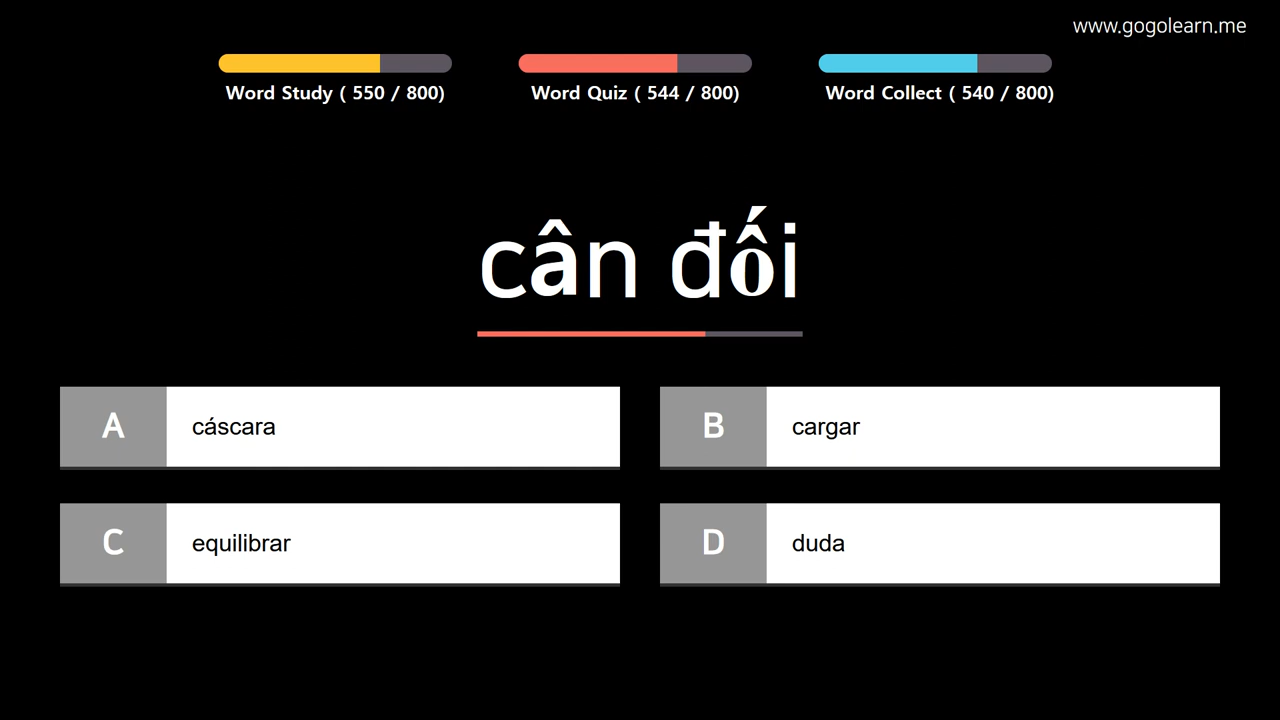 www.gogolearn.me
Word Study ( 550 / 800)
Word Quiz ( 544 / 800)
Word Collect ( 540 / 800)
cân đối
A
cáscara
B
cargar
C
equilibrar
D
duda